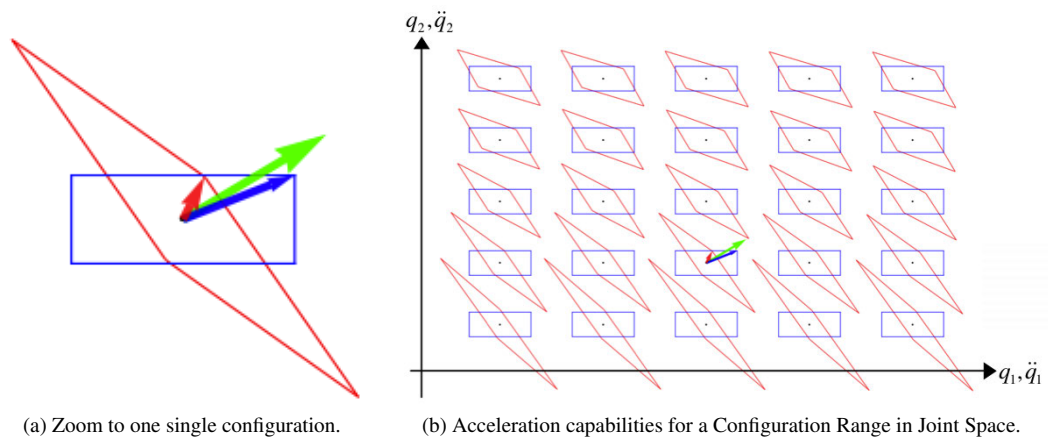 q₂,q̈₂
q₁,q̈₁
(a) Zoom to one single configuration.
(b) Acceleration capabilities for a Configuration Range in Joint Space.